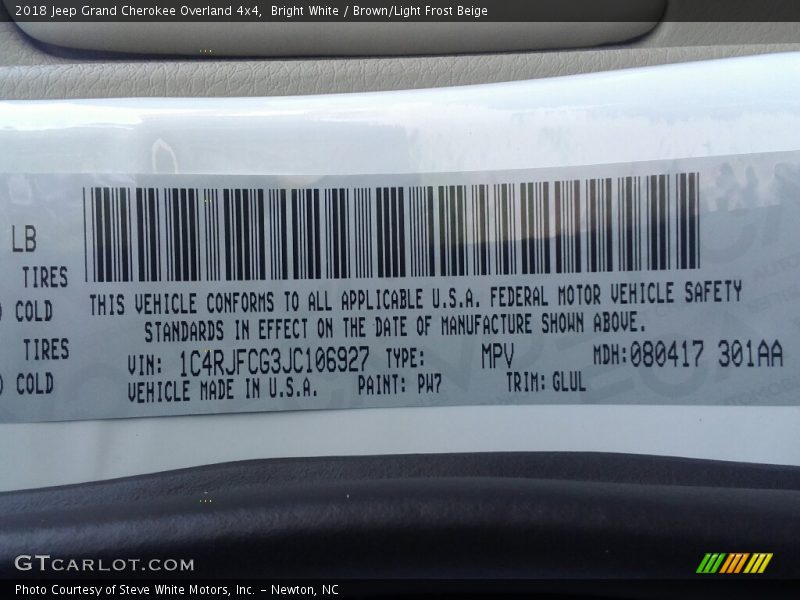 2018 Jeep Grand Cherokee Overland 4x4,  Bright White / Brown/Light Frost Beige
LB
TIRES
COLD
TIRES
COLD
THIS VEHICLE CONFORMS TO ALL APPLICABLE U.S.A. FEDERAL MOTOR VEHICLE SAFETY
STANDARDS IN EFFECT ON THE DATE OF MANUFACTURE SHOWN ABOVE.
VIN: 1C4RJFCG3JC106927 TYPE: MPV MDH:080417 301AA
VEHICLE MADE IN U.S.A. PAINT: PW7 TRIM: GLUL
GTCARLOT.COM
Photo Courtesy of Steve White Motors, Inc. – Newton, NC